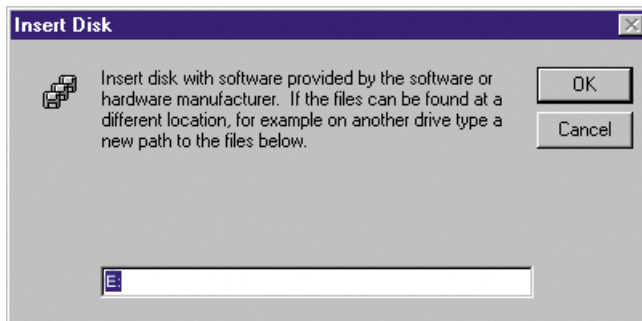 Insert Disk
Insert disk with software provided by the software or
hardware manufacturer. If the files can be found at a
different location, for example on another drive type a
new path to the files below.
OK
Cancel
E: